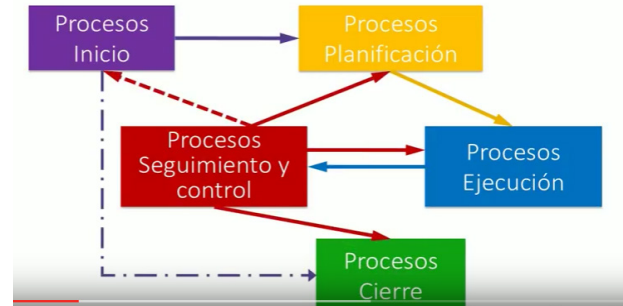 Procesos
Inicio
Procesos
Planificación
Procesos
Seguimiento y
control
Procesos
Ejecución
Procesos
Cierre